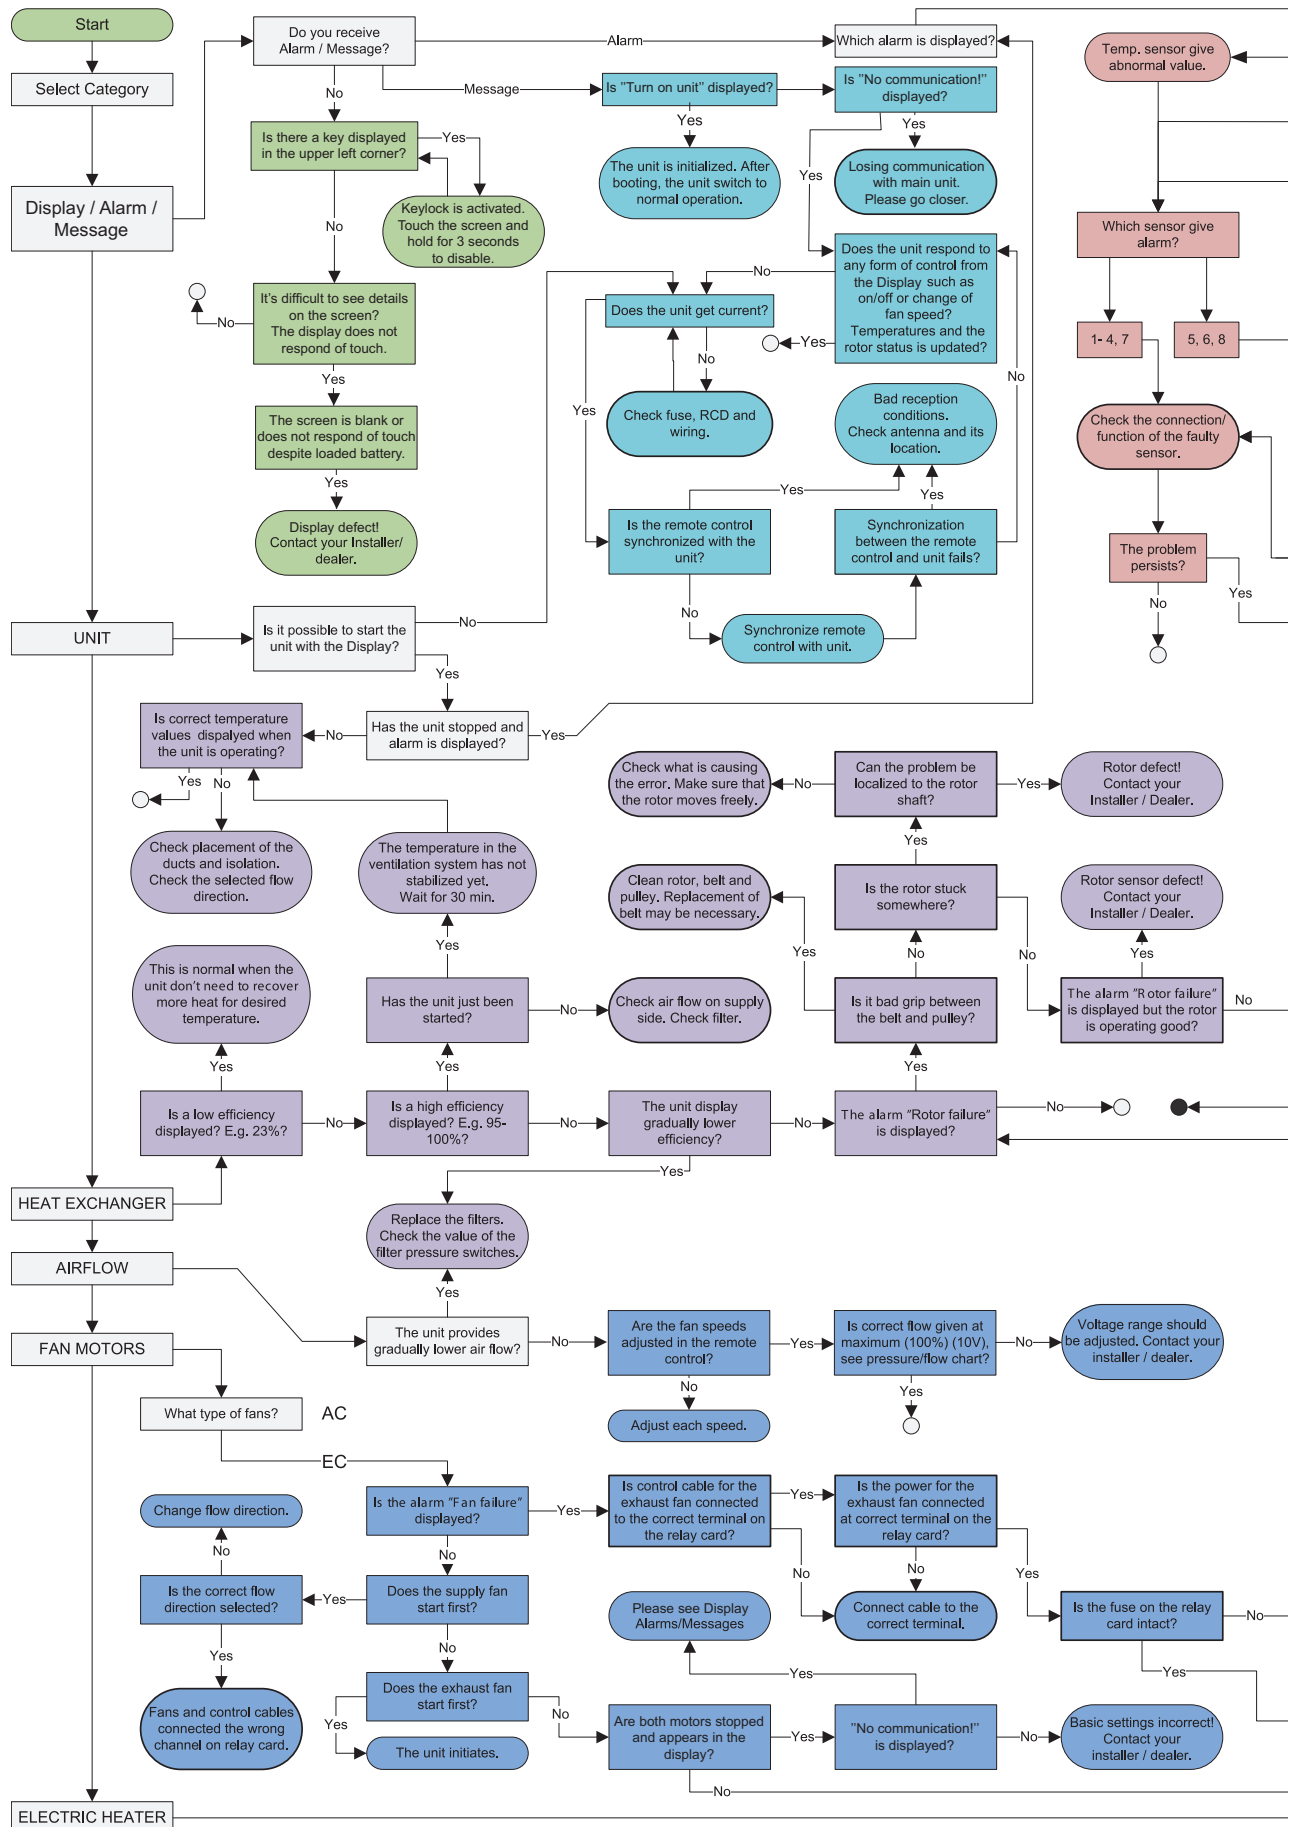 Start
Select Category
Display / Alarm /
Message
Do you receive
Alarm / Message?
Alarm
Which alarm is displayed?
Message
No
Is "Turn on unit" displayed?
Is "No communication!"
displayed?
Yes
Yes
Yes
The unit is initialized. After
booting, the unit switch to
normal operation.
Losing communication
with main unit.
Please go closer.
Temp. sensor give
abnormal value.
Is there a key displayed
in the upper left corner?
Yes
No
Keylock is activated.
Touch the screen and
hold for 3 seconds
to disable.
It's difficult to see details
on the screen?
The display does not
respond of touch.
No
Yes
The screen is blank or
does not respond of touch
despite loaded battery.
Yes
Display defect!
Contact your Installer/
dealer.
Does the unit respond to
any form of control from
the Display such as
on/off or change of
fan speed?
Temperatures and the
rotor status is updated?
No
Yes
Does the unit get current?
No
Yes
Check fuse, RCD and
wiring.
Bad reception
conditions.
Check antenna and its
location.
No
Yes
Yes
Is the remote control
synchronized with the
unit?
Synchronization
between the remote
control and unit fails?
No
Synchronize remote
control with unit.
Which sensor give
alarm?
1- 4, 7
5, 6, 8
Check the connection/
function of the faulty
sensor.
The problem
persists?
No
Yes
UNIT
Is it possible to start the
unit with the Display?
No
Yes
Has the unit stopped and
alarm is displayed?
No
Yes
Is correct temperature
values dispalyed when
the unit is operating?
Yes
No
Check placement of the
ducts and isolation.
Check the selected flow
direction.
The temperature in the
ventilation system has not
stabilized yet.
Wait for 30 min.
Yes
Check what is causing
the error. Make sure that
the rotor moves freely.
No
Can the problem be
localized to the rotor
shaft?
Yes
Rotor defect!
Contact your
Installer / Dealer.
Yes
Clean rotor, belt and
pulley. Replacement of
belt may be necessary.
Is the rotor stuck
somewhere?
Rotor sensor defect!
Contact your
Installer / Dealer.
Yes
No
No
Yes
This is normal when the
unit don't need to recover
more heat for desired
temperature.
Has the unit just been
started?
No
Check air flow on supply
side. Check filter.
Is it bad grip between
the belt and pulley?
The alarm "Rotor failure"
is displayed but the rotor
is operating good?
No
Yes
Yes
Yes
Is a low efficiency
displayed? E.g. 23%?
No
Is a high efficiency
displayed? E.g. 95-
100%?
No
The unit display
gradually lower
efficiency?
No
The alarm "Rotor failure"
is displayed?
No
Yes
HEAT EXCHANGER
Replace the filters.
Check the value of the
filter pressure switches.
AIRFLOW
Yes
FAN MOTORS
The unit provides
gradually lower air flow?
No
Are the fan speeds
adjusted in the remote
control?
Yes
Is correct flow given at
maximum (100%) (10V),
see pressure/flow chart?
No
Voltage range should
be adjusted. Contact your
installer / dealer.
No
Yes
Adjust each speed.
What type of fans?
AC
EC
Is the alarm "Fan failure"
displayed?
Yes
Is control cable for the
exhaust fan connected
to the correct terminal on
the relay card?
Yes
Is the power for the
exhaust fan connected
at correct terminal on the
relay card?
Change flow direction.
No
No
No
No
Yes
Is the correct flow
direction selected?
Yes
Does the supply fan
start first?
Please see Display
Alarms/Messages
Connect cable to the
correct terminal.
Is the fuse on the relay
card intact?
No
Yes
No
Yes
Yes
Fans and control cables
connected the wrong
channel on relay card.
Does the exhaust fan
start first?
Yes
No
The unit initiates.
Are both motors stopped
and appears in the
display?
Yes
"No communication!"
is displayed?
No
Basic settings incorrect!
Contact your
installer / dealer.
No
ELECTRIC HEATER